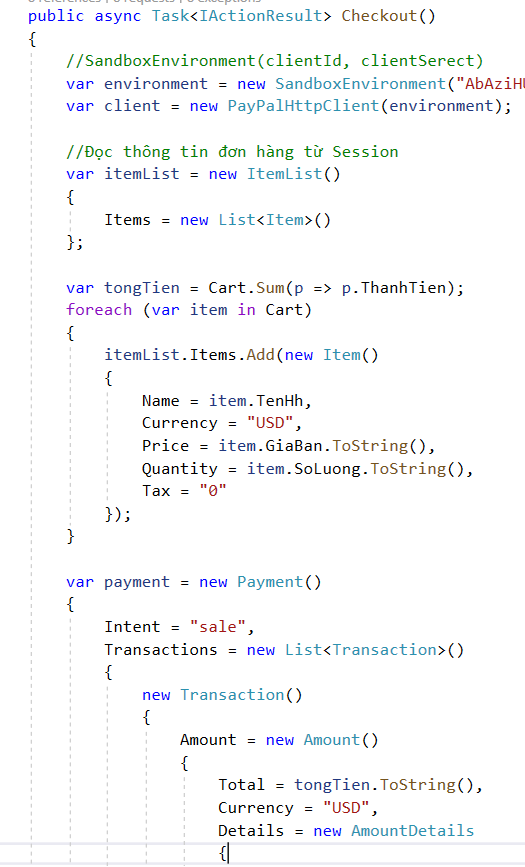 public async Task<IActionResult> Checkout()
{
//SandboxEnvironment(clientId, clientSerect)
var environment = new SandboxEnvironment("AbAziHU
var client = new PayPalHttpClient(environment);
//Đọc thông tin đơn hàng từ Session
var itemList = new ItemList()
{
Items = new List<Item>()
};
var tongTien = Cart.Sum(p => p.ThanhTien);
foreach (var item in Cart)
{
itemList.Items.Add(new Item()
{
Name = item.TenHh,
Currency = "USD",
Price = item.GiaBan.ToString(),
Quantity = item.SoLuong.ToString(),
Tax = "0"
});
}
var payment = new Payment()
{
Intent = "sale",
Transactions = new List<Transaction>()
{
new Transaction()
{
Amount = new Amount()
{
Total = tongTien.ToString(),
Currency = "USD",
Details = new AmountDetails
{